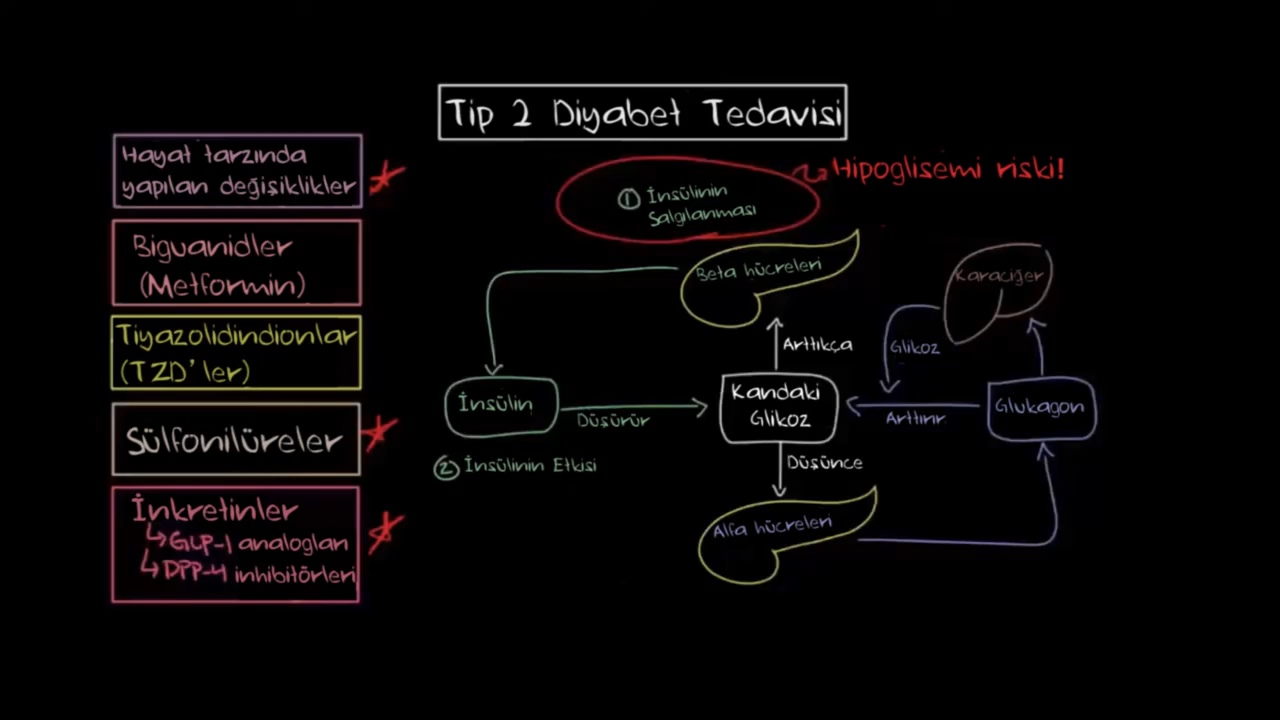 Tip 2 Diyabet Tedavisi
Hayat tarzında
yapılan değişiklikler
Biguanidler
(Metformin)
Tiyazolidindionlar
(TZD'ler)
Sülfonilüreler
İnkretinler
GLP-1 analogları
DPP-4 inhibitörleri
Hipoglisemi riski!
1 İnsülinin
Salgılanması
Beta hücreleri
Karaciğer
Arttıkça
Glikoz
İnsülin
Düşürür
Kandaki
Glikoz
Arttırır
Glukagon
2 İnsülinin Etkisi
Düşünce
Alfa hücreleri